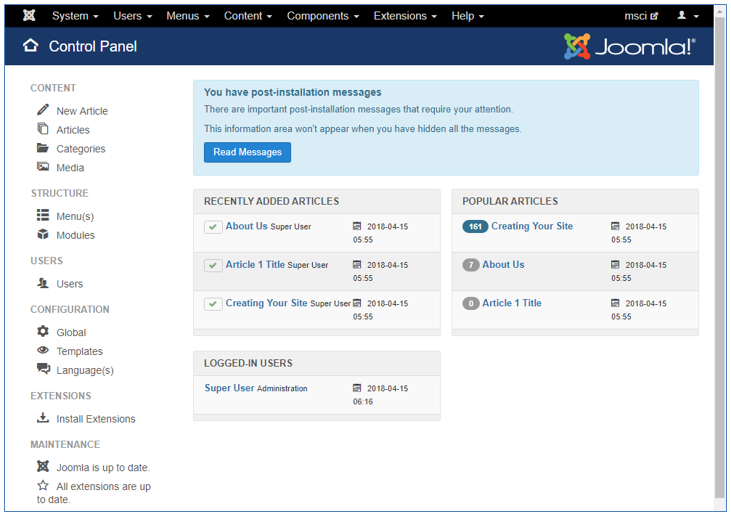 System Users Menus Content Components Extensions Help msci
Control Panel
Joomla!®
CONTENT
New Article
Articles
Categories
Media
STRUCTURE
Menu(s)
Modules
USERS
Users
CONFIGURATION
Global
Templates
Language(s)
EXTENSIONS
Install Extensions
MAINTENANCE
Joomla is up to date.
All extensions are up
to date.
You have post-installation messages
There are important post-installation messages that require your attention.
This information area won't appear when you have hidden all the messages.
Read Messages
RECENTLY ADDED ARTICLES
About Us Super User 2018-04-15
05:55
Article 1 Title Super User 2018-04-15
05:55
Creating Your Site Super User 2018-04-15
05:55
POPULAR ARTICLES
161 Creating Your Site 2018-04-15
05:55
7 About Us 2018-04-15
05:55
0 Article 1 Title 2018-04-15
05:55
LOGGED-IN USERS
Super User Administration 2018-04-15
06:16